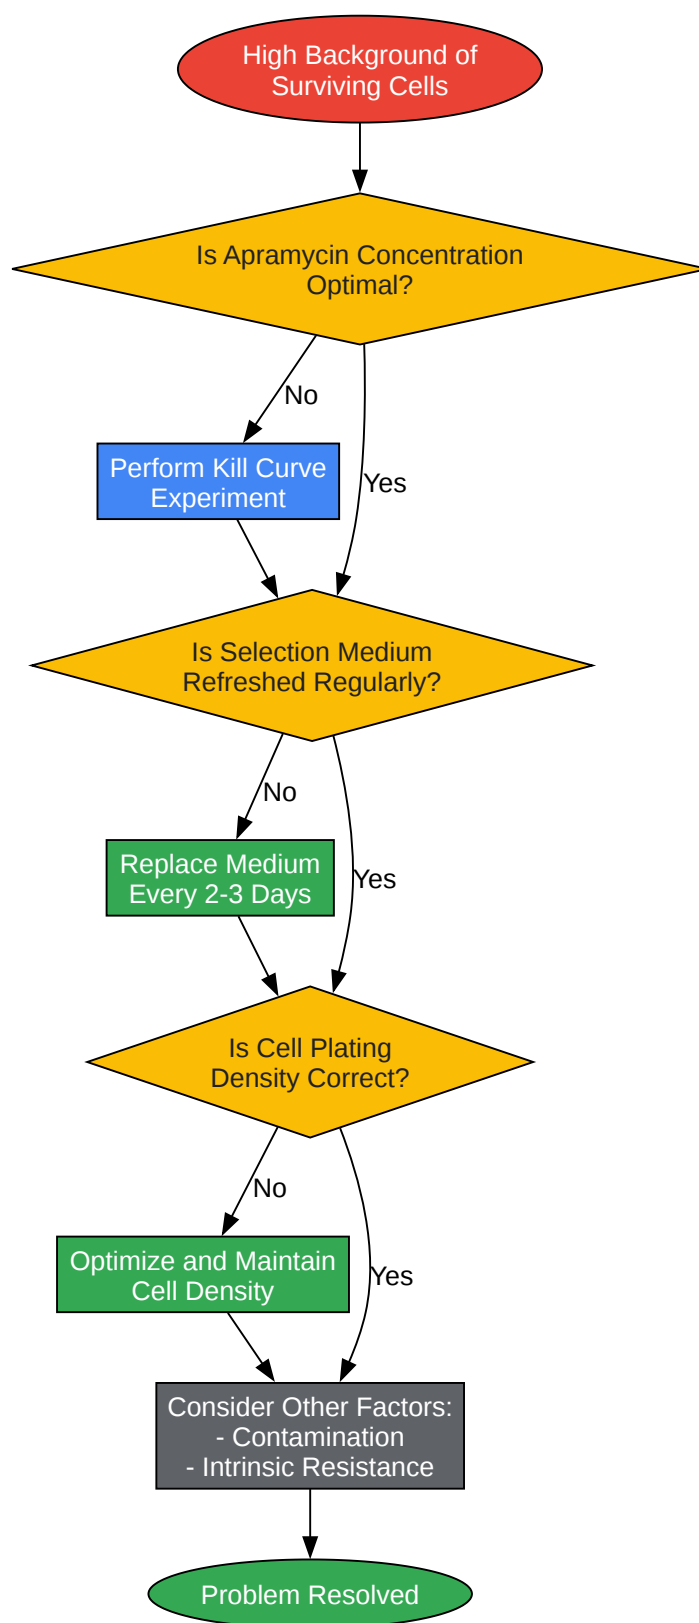 High Background of
Surviving Cells
Is Apramycin Concentration
Optimal?
No
Perform Kill Curve
Experiment
Yes
Is Selection Medium
Refreshed Regularly?
No
Replace Medium
Every 2-3 Days
Yes
Is Cell Plating
Density Correct?
No
Optimize and Maintain
Cell Density
Yes
Consider Other Factors:
- Contamination
- Intrinsic Resistance
Problem Resolved